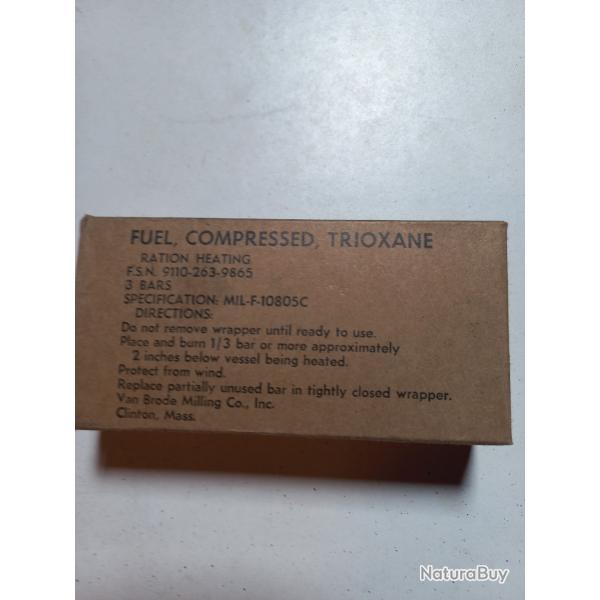 FUEL, COMPRESSED, TRIOXANE
RATION HEATING
F.S.N. 9110-263-9865
3 BARS
SPECIFICATION: MIL-F-10805C
DIRECTIONS:
Do not remove wrapper until ready to use.
Place and burn 1/3 bar or more approximately
2 inches below vessel being heated.
Protect from wind.
Replace partially unused bar in tightly closed wrapper.
Van Brode Milling Co., Inc.
Clinton, Mass.
NaturaBuy